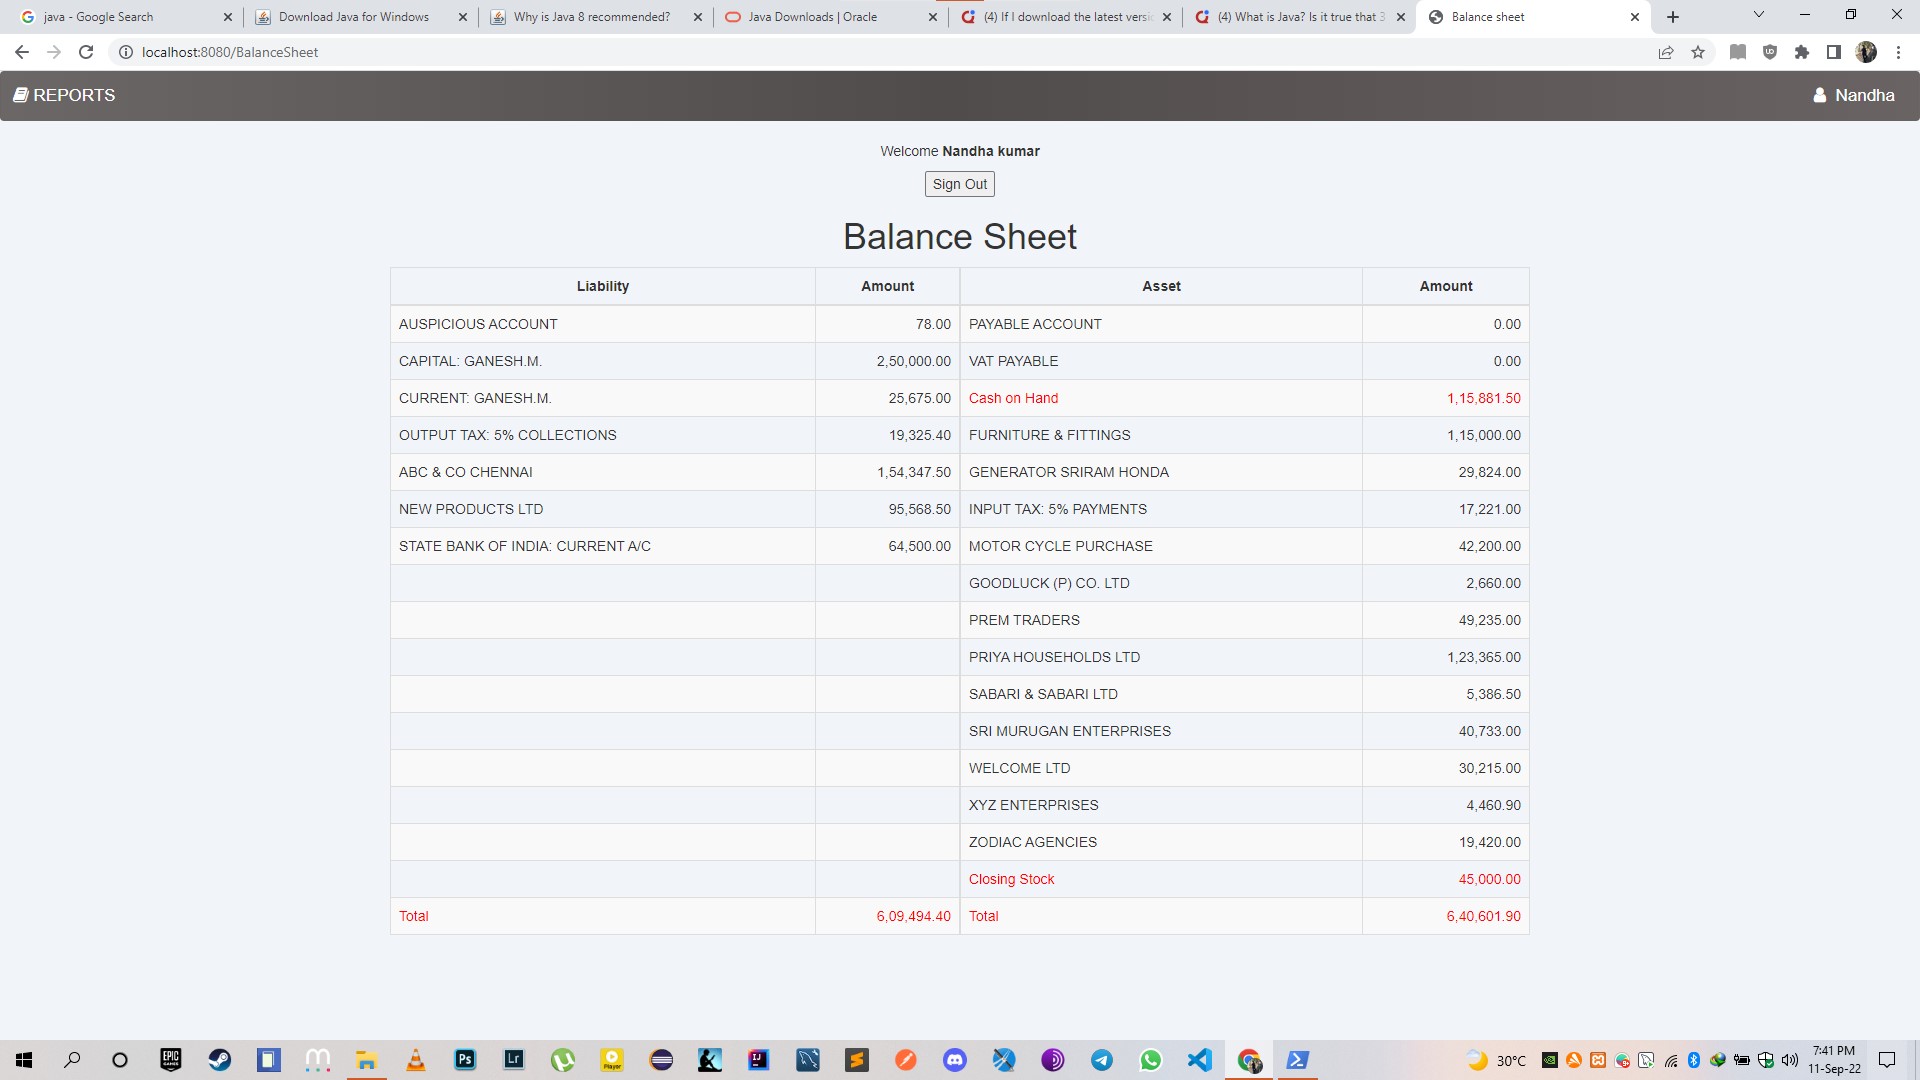 java - Google Search
Download Java for Windows
Why is Java 8 recommended?
Java Downloads | Oracle
(4) If I download the latest versio
(4) What is Java? Is it true that 3
Balance sheet
localhost:8080/BalanceSheet
REPORTS
Nandha
Welcome Nandha kumar
Sign Out
Balance Sheet
Liability Amount Asset Amount
AUSPICIOUS ACCOUNT 78.00 PAYABLE ACCOUNT 0.00
CAPITAL: GANESH.M. 2,50,000.00 VAT PAYABLE 0.00
CURRENT: GANESH.M. 25,675.00 Cash on Hand 1,15,881.50
OUTPUT TAX: 5% COLLECTIONS 19,325.40 FURNITURE & FITTINGS 1,15,000.00
ABC & CO CHENNAI 1,54,347.50 GENERATOR SRIRAM HONDA 29,824.00
NEW PRODUCTS LTD 95,568.50 INPUT TAX: 5% PAYMENTS 17,221.00
STATE BANK OF INDIA: CURRENT A/C 64,500.00 MOTOR CYCLE PURCHASE 42,200.00
GOODLUCK (P) CO. LTD 2,660.00
PREM TRADERS 49,235.00
PRIYA HOUSEHOLDS LTD 1,23,365.00
SABARI & SABARI LTD 5,386.50
SRI MURUGAN ENTERPRISES 40,733.00
WELCOME LTD 30,215.00
XYZ ENTERPRISES 4,460.90
ZODIAC AGENCIES 19,420.00
Closing Stock 45,000.00
Total 6,09,494.40 Total 6,40,601.90
EPIC GAMES
Ps
Lr
Player
IJ
30°C
7:41 PM
11-Sep-22